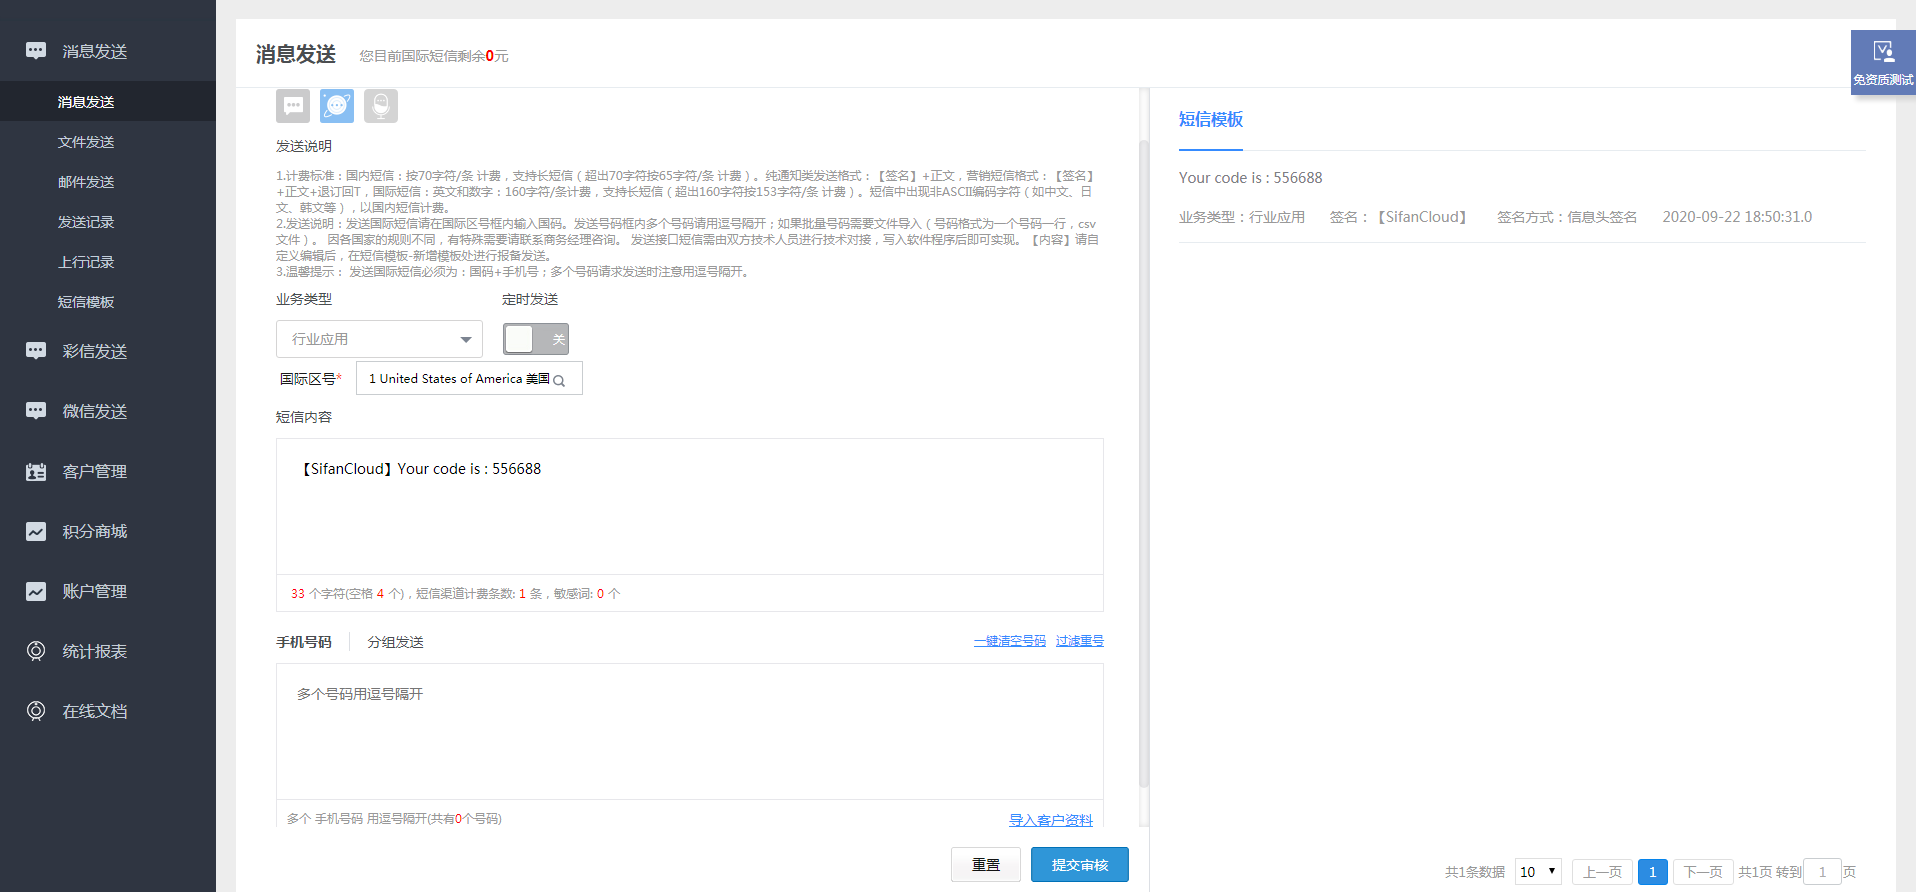 消息发送
消息发送
文件发送
邮件发送
发送记录
上行记录
短信模板
彩信发送
微信发送
客户管理
积分商城
账户管理
统计报表
在线文档
消息发送 您目前国际短信剩余0元
免资质测试
发送说明
1.计费标准：国内短信：按70字符/条 计费，支持长短信（超出70字符按65字符/条 计费）。纯通知类发送格式：【签名】+正文，营销短信格式：【签名】
+正文+退订回T，国际短信：英文和数字：160字符/条计费，支持长短信（超出160字符按153字符/条 计费）。短信中出现非ASCII编码字符（如中文、日
文、韩文等），以国内短信计费。
2.发送说明：发送国际短信请在国际区号框内输入国码。发送号码框内多个号码请用逗号隔开；如果批量号码需要文件导入（号码格式为一个号码一行，csv
文件）。 因各国家的规则不同，有特殊需要请联系商务经理咨询。 发送接口短信需由双方技术人员进行技术对接，写入软件程序后即可实现。【内容】请自
定义编辑后，在短信模板-新增模板处进行报备发送。
3.温馨提示： 发送国际短信必须为：国码+手机号；多个号码请求发送时注意用逗号隔开。
业务类型 定时发送
行业应用 关
国际区号* 1 United States of America 美国
短信内容
【SifanCloud】Your code is : 556688
33 个字符(空格 4 个)，短信渠道计费条数: 1 条，敏感词: 0 个
手机号码 分组发送 一键清空号码 过滤重号
多个号码用逗号隔开
多个 手机号码 用逗号隔开(共有0个号码) 导入客户资料
重置 提交审核
短信模板
Your code is : 556688
业务类型：行业应用 签名：【SifanCloud】 签名方式：信息头签名 2020-09-22 18:50:31.0
共1条数据 10 上一页 1 下一页 共1页 转到 1 页